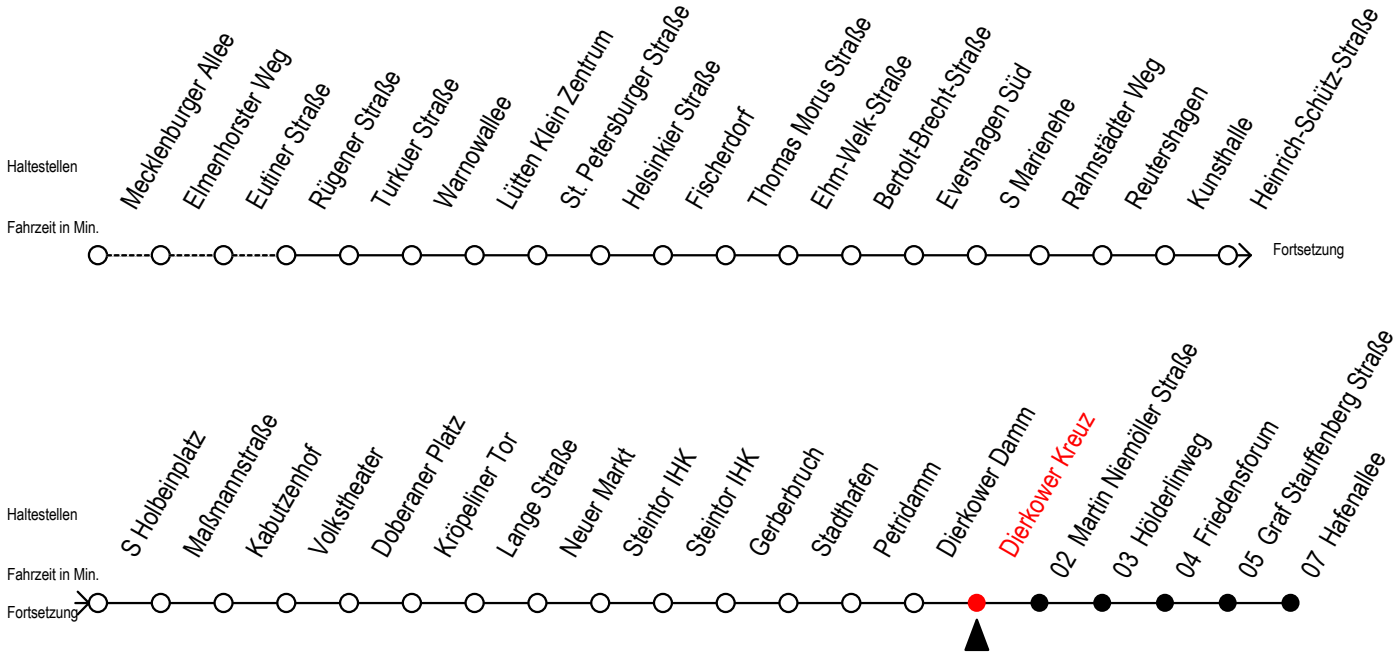 Haltestellen
Mecklenburger Allee
Elmenhorster Weg
Eutiner Straße
Rügener Straße
Turkuer Straße
Warnowallee
Lütten Klein Zentrum
St. Petersburger Straße
Helsinkier Straße
Fischerdorf
Thomas Morus Straße
Ehm-Welk-Straße
Bertolt-Brecht-Straße
Evershagen Süd
S Marienehe
Rahnstädter Weg
Reutershagen
Kunsthalle
Heinrich-Schütz-Straße
Fahrzeit in Min.
Fortsetzung
Haltestellen
S Holbeinplatz
Maßmannstraße
Kabutzenhof
Volkstheater
Doberaner Platz
Kröpeliner Tor
Lange Straße
Neuer Markt
Steintor IHK
Steintor IHK
Gerberbruch
Stadthafen
Petridamm
Dierkower Damm
Dierkower Kreuz
02 Martin Niemöller Straße
03 Hölderlinweg
04 Friedensforum
05 Graf Stauffenberg Straße
07 Hafenallee
Fahrzeit in Min.
Fortsetzung